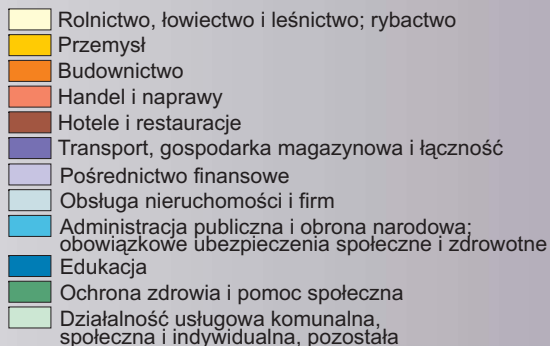 Rolnictwo, łowiectwo i leśnictwo; rybactwo
Przemysł
Budownictwo
Handel i naprawy
Hotele i restauracje
Transport, gospodarka magazynowa i łączność
Pośrednictwo finansowe
Obsługa nieruchomości i firm
Administracja publiczna i obrona narodowa;
obowiązkowe ubezpieczenia społeczne i zdrowotne
Edukacja
Ochrona zdrowia i pomoc społeczna
Działalność usługowa komunalna,
społeczna i indywidualna, pozostała